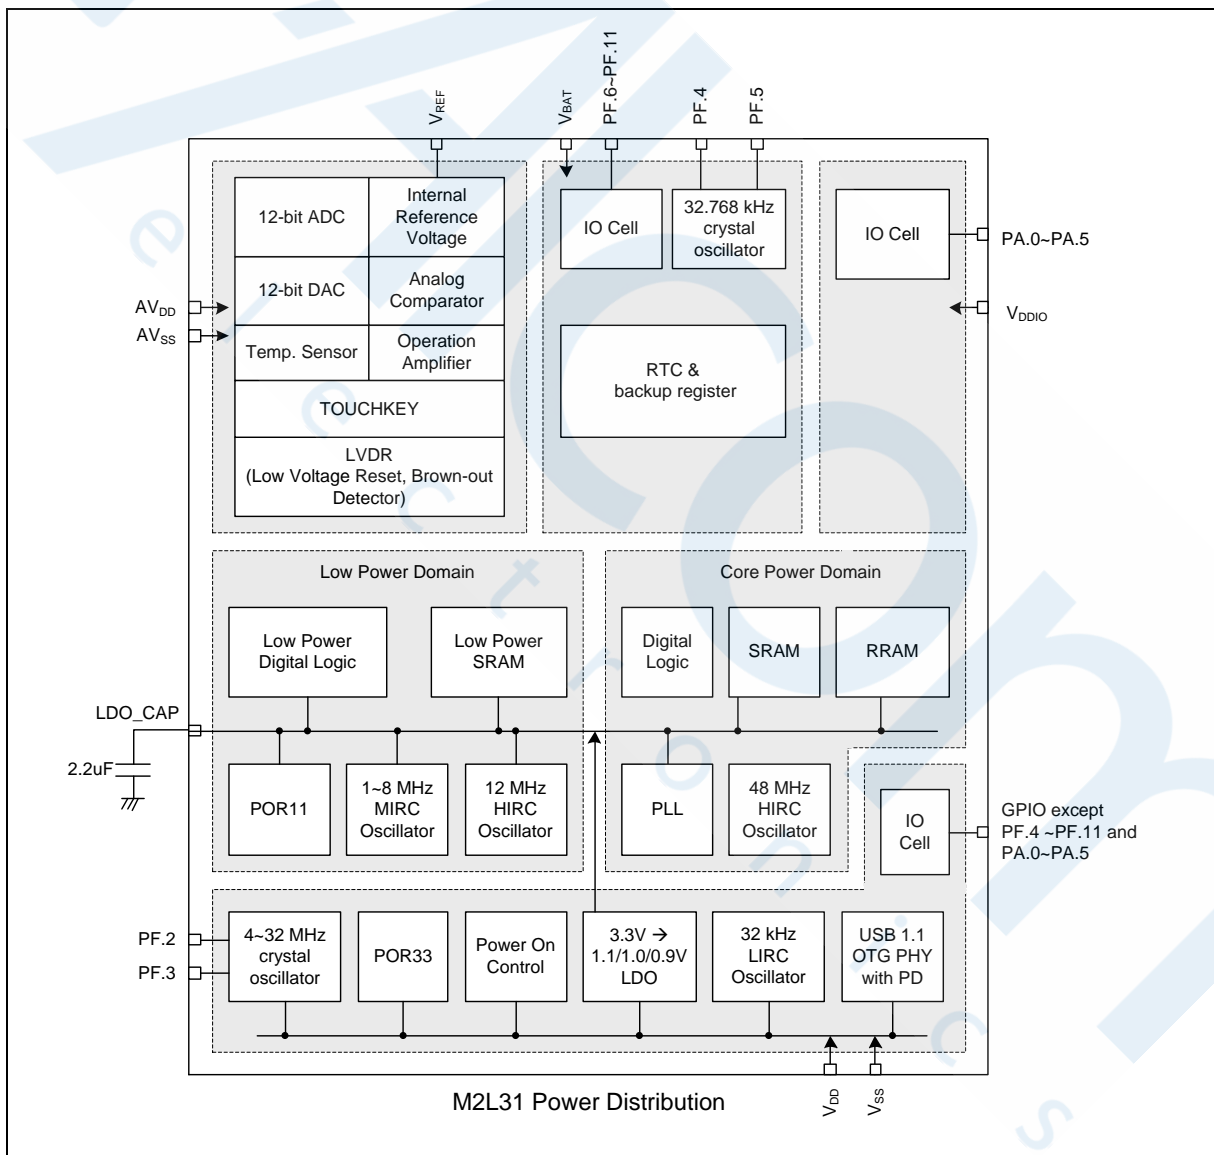 VREF
VBAT
PF.6~PF.11
PF.4
PF.5
12-bit ADC
Internal
Reference
Voltage
IO Cell
32.768 kHz
crystal
oscillator
IO Cell
PA.0~PA.5
12-bit DAC
Analog
Comparator
AVDD
AVSS
VDDIO
Temp. Sensor
Operation
Amplifier
RTC &
backup register
TOUCHKEY
LVDR
(Low Voltage Reset, Brown-out
Detector)
Low Power Domain
Core Power Domain
Low Power
Digital Logic
Low Power
SRAM
Digital
Logic
SRAM
RRAM
LDO_CAP
2.2uF
POR11
1~8 MHz
MIRC
Oscillator
12 MHz
HIRC
Oscillator
PLL
48 MHz
HIRC
Oscillator
IO
Cell
GPIO except
PF.4 ~PF.11 and
PA.0~PA.5
PF.2
PF.3
4~32 MHz
crystal
oscillator
POR33
Power On
Control
3.3V →
1.1/1.0/0.9V
LDO
32 kHz
LIRC
Oscillator
USB 1.1
OTG PHY
with PD
VDD
VSS
M2L31 Power Distribution